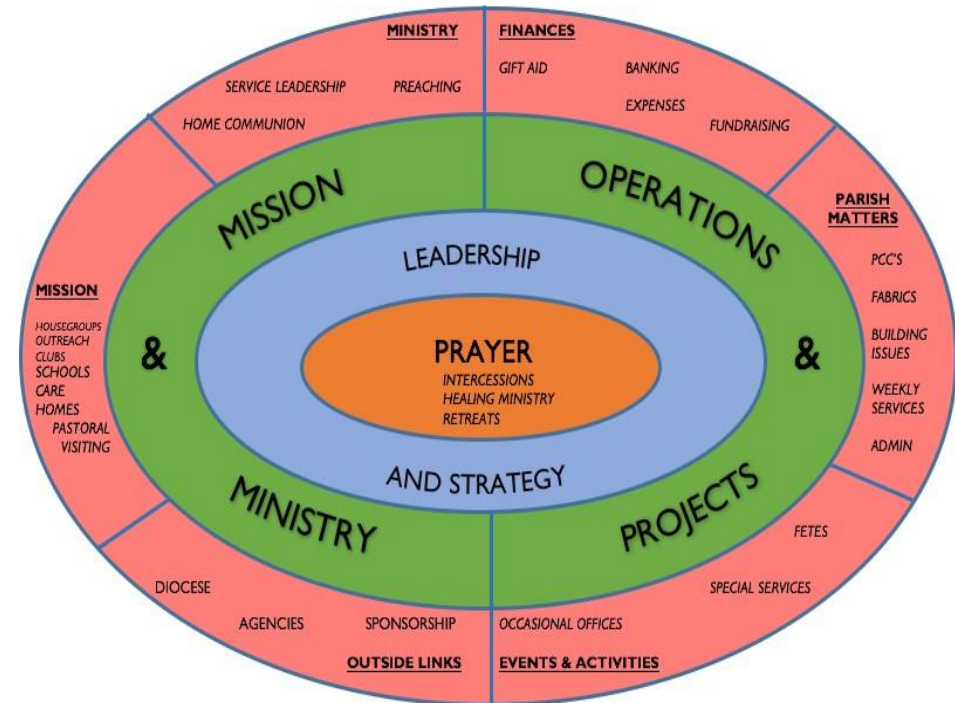 MINISTRY
SERVICE LEADERSHIP
PREACHING
HOME COMMUNION
FINANCES
GIFT AID
BANKING
EXPENSES
FUNDRAISING
PARISH
MATTERS
PCC'S
FABRICS
BUILDING
ISSUES
WEEKLY
SERVICES
ADMIN
MISSION
HOUSEGROUPS
OUTREACH
CLUBS
SCHOOLS
CARE
HOMES
PASTORAL
VISITING
MISSION
&
MINISTRY
OPERATIONS
&
PROJECTS
LEADERSHIP
AND STRATEGY
PRAYER
INTERCESSIONS
HEALING MINISTRY
RETREATS
DIOCESE
AGENCIES
SPONSORSHIP
OUTSIDE LINKS
FETES
SPECIAL SERVICES
OCCASIONAL OFFICES
EVENTS & ACTIVITIES